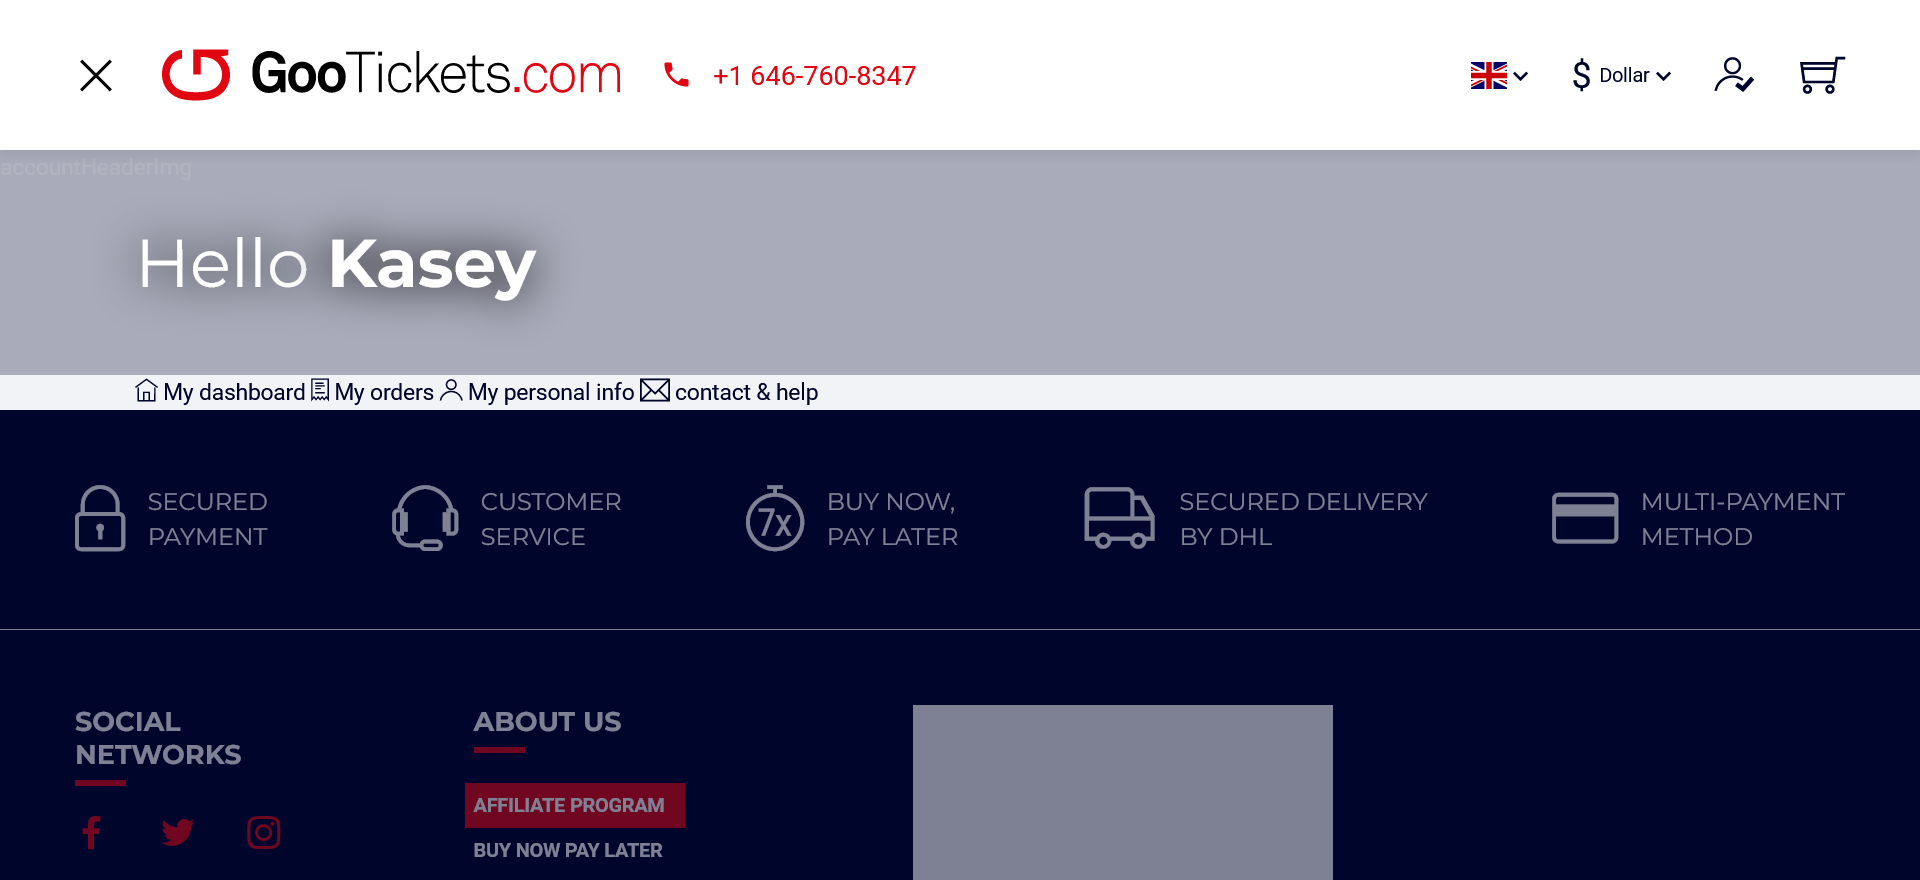 GooTickets.com
+1 646-760-8347
$ Dollar
accountHeaderImg
Hello Kasey
My dashboard My orders My personal info contact & help
SECURED
PAYMENT
CUSTOMER
SERVICE
7x
BUY NOW,
PAY LATER
SECURED DELIVERY
BY DHL
MULTI-PAYMENT
METHOD
SOCIAL
NETWORKS
ABOUT US
AFFILIATE PROGRAM
BUY NOW PAY LATER